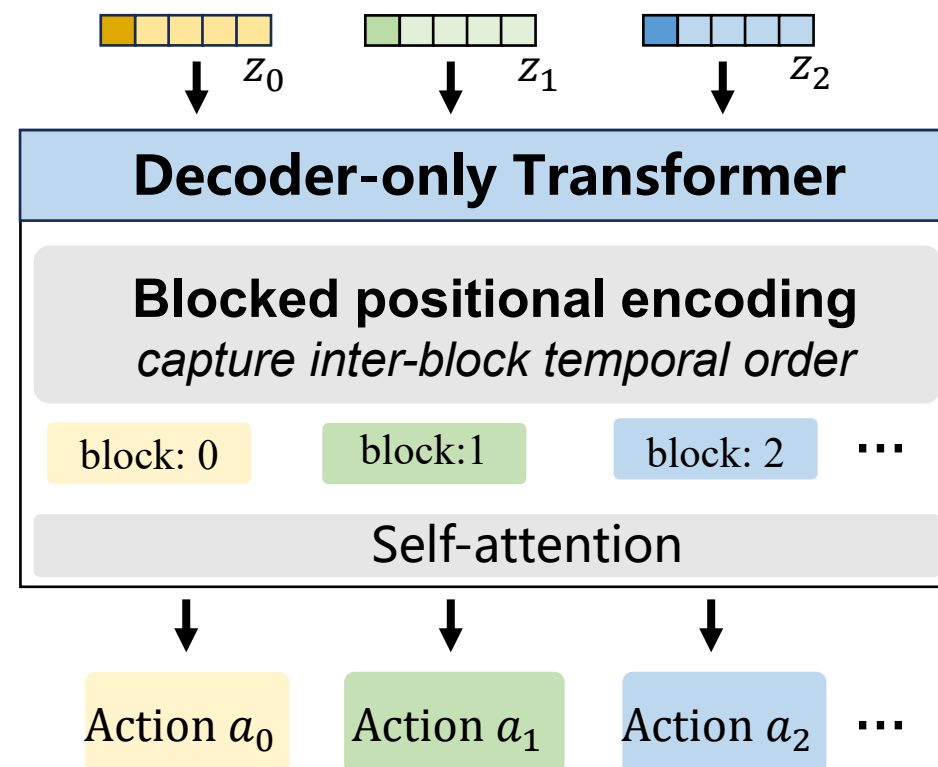 z₀ z₁ z₂
Decoder-only Transformer
Blocked positional encoding
capture inter-block temporal order
block: 0 block:1 block: 2 ...
Self-attention
Action a₀ Action a₁ Action a₂ ...